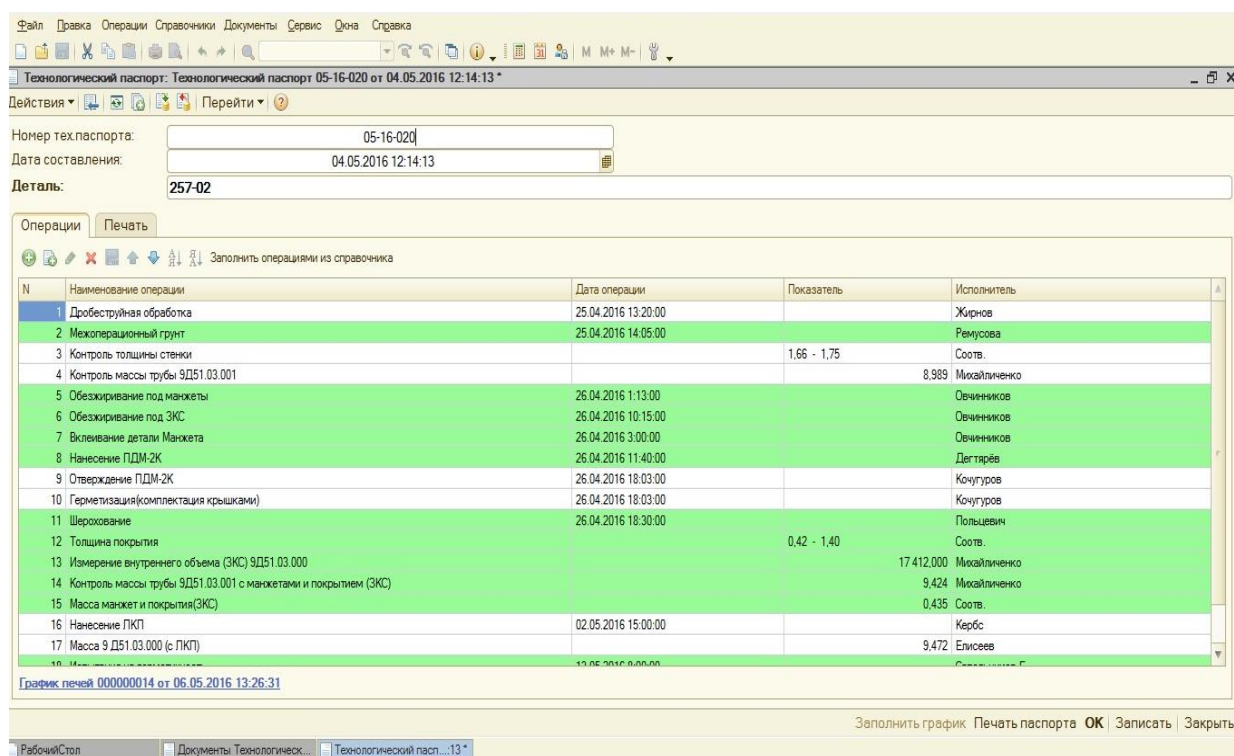 Файл Правка Операции Справочники Документы Сервис Окна Справка
M M+ M-
Технологический паспорт: Технологический паспорт 05-16-020 от 04.05.2016 12:14:13 *
Действия Перейти
Номер тех.паспорта: 05-16-020
Дата составления: 04.05.2016 12:14:13
Деталь: 257-02
Операции Печать
Заполнить операциями из справочника
N Наименование операции Дата операции Показатель Исполнитель
1 Дробеструйная обработка 25.04.2016 13:20:00 Жирнов
2 Межоперационный грунт 25.04.2016 14:05:00 Ремусова
3 Контроль толщины стенки 1,66 - 1,75 Соотв.
4 Контроль массы трубы 9Д51.03.001 8,989 Михайличенко
5 Обезжиривание под манжеты 26.04.2016 1:13:00 Овчинников
6 Обезжиривание под ЗКС 26.04.2016 10:15:00 Овчинников
7 Вклеивание детали Манжета 26.04.2016 3:00:00 Овчинников
8 Нанесение ПДМ-2К 26.04.2016 11:40:00 Дегтярёв
9 Отверждение ПДМ-2К 26.04.2016 18:03:00 Кочугуров
10 Герметизация(комплектация крышками) 26.04.2016 18:03:00 Кочугуров
11 Шерохование 26.04.2016 18:30:00 Польцевич
12 Толщина покрытия 0,42 - 1,40 Соотв.
13 Измерение внутреннего объема (ЗКС) 9Д51.03.000 17 412,000 Михайличенко
14 Контроль массы трубы 9Д51.03.001 с манжетами и покрытием (ЗКС) 9,424 Михайличенко
15 Масса манжет и покрытия(ЗКС) 0,435 Соотв.
16 Нанесение ЛКП 02.05.2016 15:00:00 Кербс
17 Масса 9 Д51.03.000 (с ЛКП) 9,472 Елисеев
18
График печей 000000014 от 06.05.2016 13:26:31
Заполнить график Печать паспорта OK Записать Закрыть
РабочийСтол Документы Технологическ... Технологический пасп...:13 *